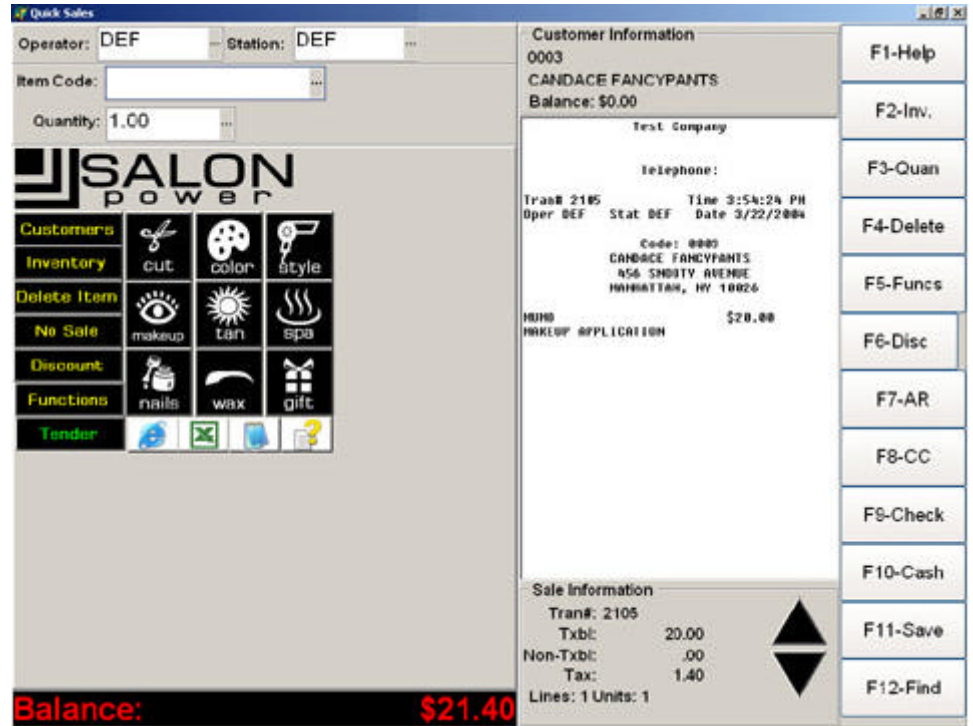 Quick Sales
Operator: DEF ... Station: DEF ...
Item Code: ...
Quantity: 1.00 ...
SALON
power
Customers
Inventory
Delete Item
No Sale
Discount
Functions
Tender
cut color style
makeup tan spa
nails wax gift
Balance: $21.40
Customer Information
0003
CANDACE FANCYPANTS
Balance: $0.00
Test Company
Telephone:
Tran# 2105 Time 3:54:24 PM
Oper DEF Stat DEF Date 3/22/2004
Code: 0003
CANDACE FANCYPANTS
456 SNOOTY AVENUE
MANHATTAN, NY 10026
$20.00
MAKEUP APPLICATION
Sale Information
Tran#: 2105
Txbl: 20.00
Non-Txbl: .00
Tax: 1.40
Lines: 1 Units: 1
F1-Help
F2-Inv.
F3-Quan
F4-Delete
F5-Funcs
F6-Disc
F7-AR
F8-CC
F9-Check
F10-Cash
F11-Save
F12-Find